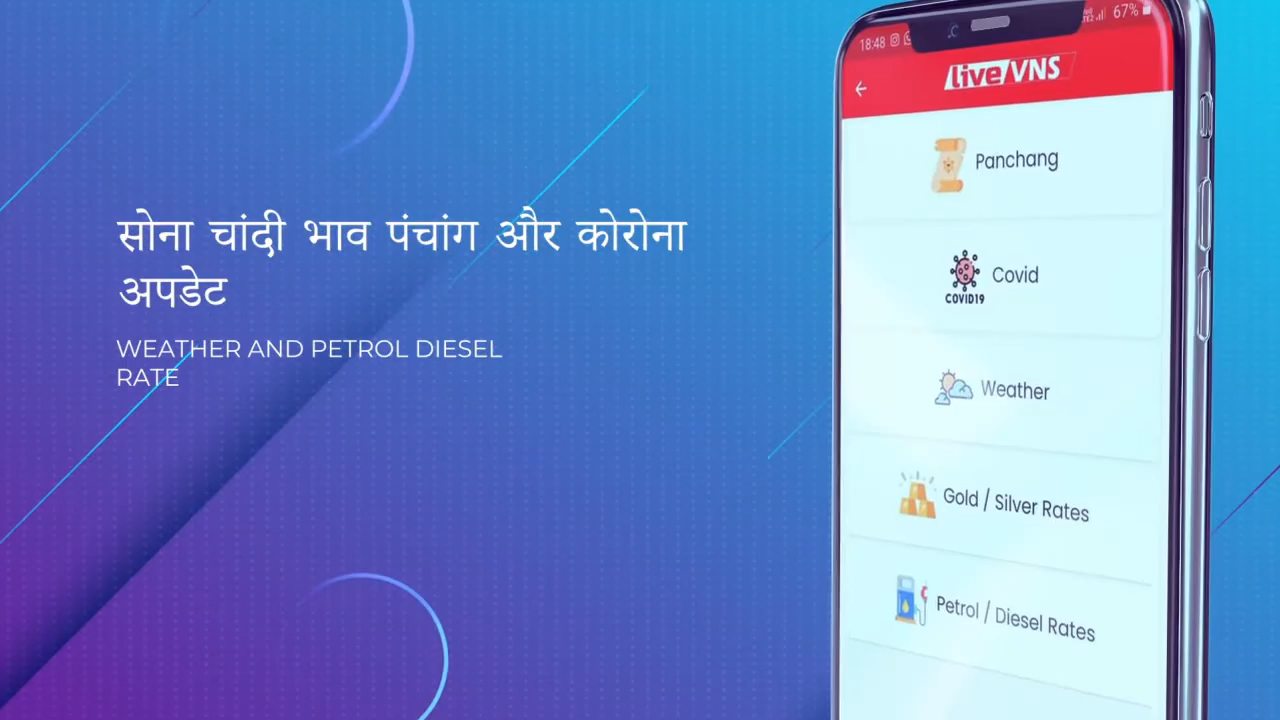 सोना चांदी भाव पंचांग और कोरोना
अपडेट
WEATHER AND PETROL DIESEL
RATE
18:48
67%
live VNS
Panchang
COVID19
Covid
Weather
Gold / Silver Rates
Petrol / Diesel Rates